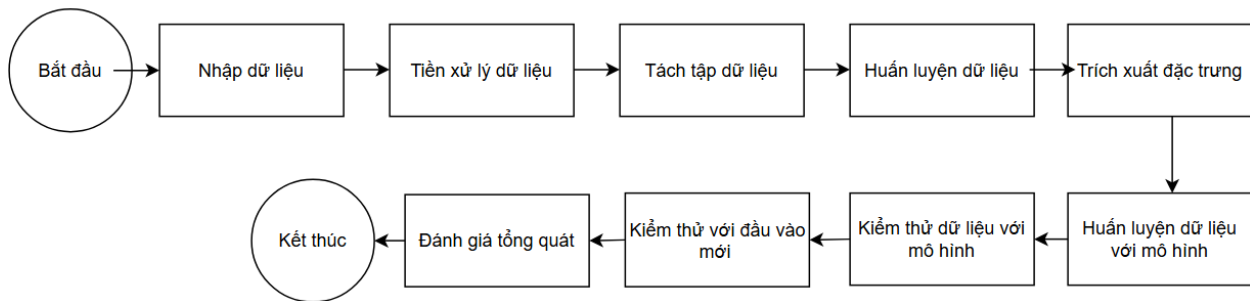 Bắt đầu
Nhập dữ liệu
Tiền xử lý dữ liệu
Tách tập dữ liệu
Huấn luyện dữ liệu
Trích xuất đặc trưng
Huấn luyện dữ liệu
với mô hình
Kiểm thử dữ liệu với
mô hình
Kiểm thử với đầu vào
mới
Đánh giá tổng quát
Kết thúc